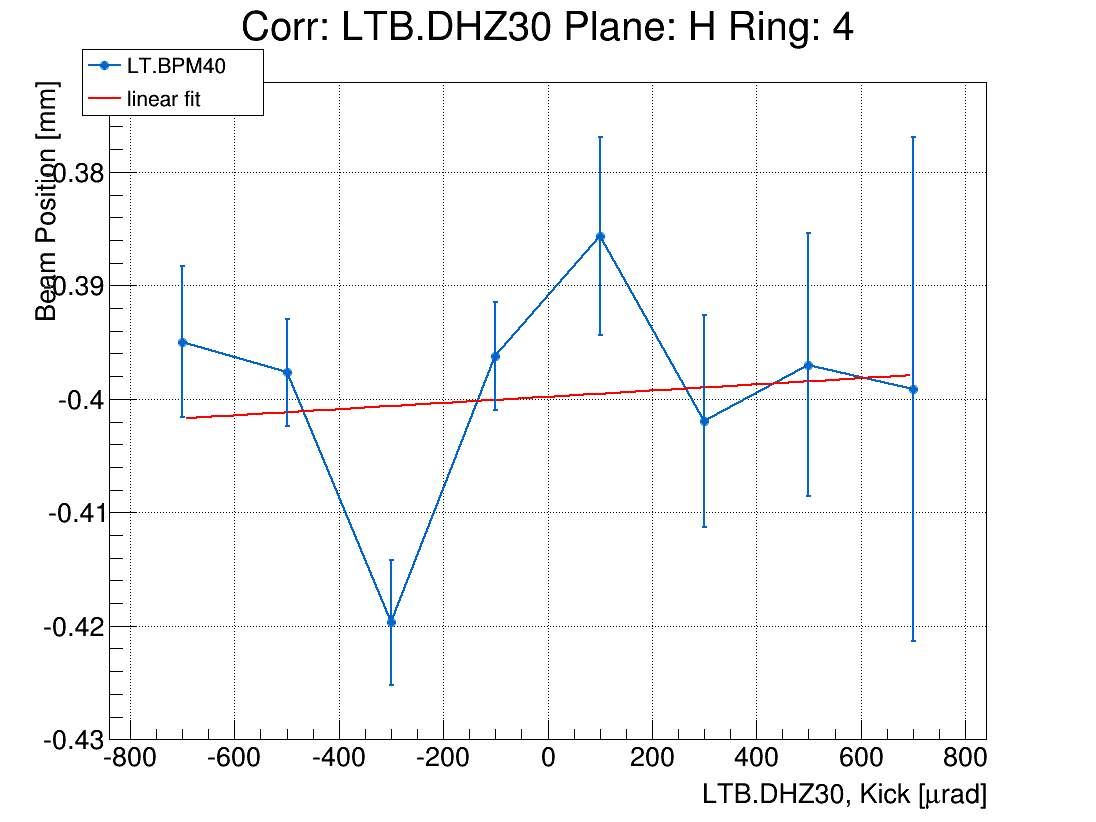 Corr: LTB.DHZ30 Plane: H Ring: 4
LT.BPM40
linear fit
Beam Position [mm]
-0.38
-0.39
-0.4
-0.41
-0.42
-0.43
-800 -600 -400 -200 0 200 400 600 800
LTB.DHZ30, Kick [μrad]